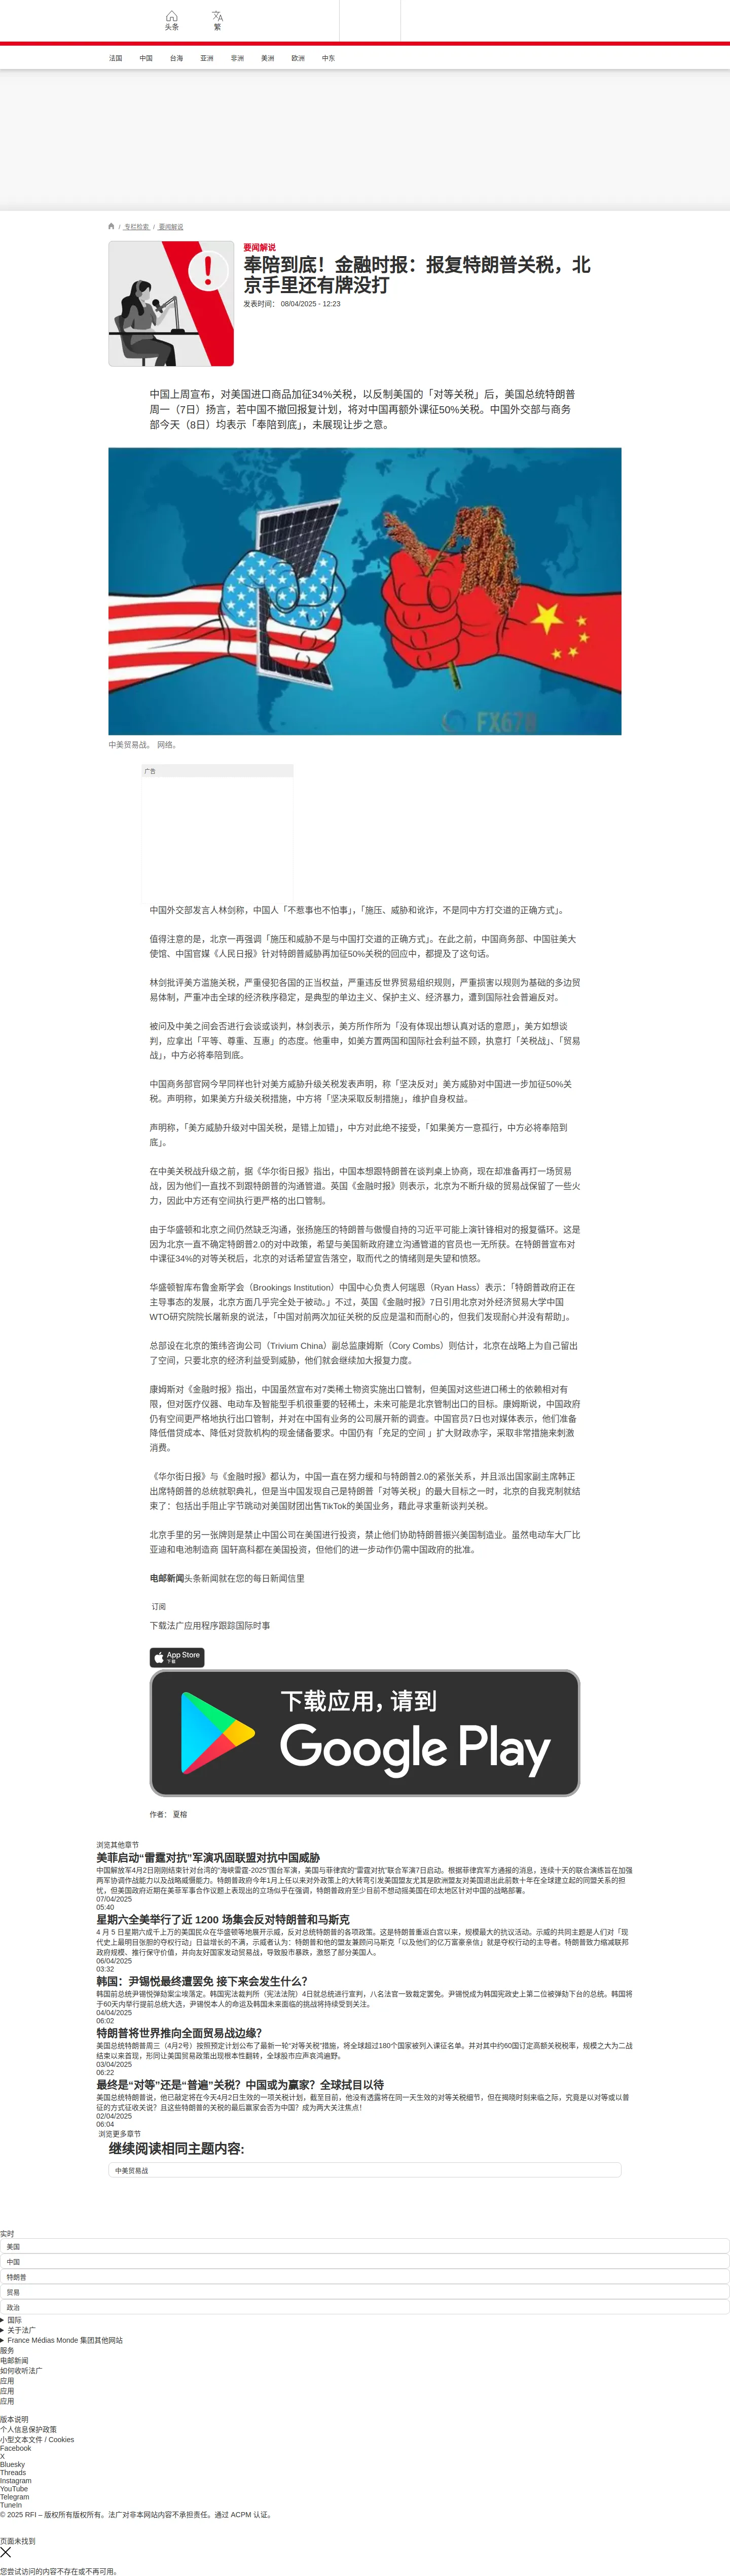 头条
繁
法国
中国
台海
亚洲
非洲
美洲
欧洲
中东
/ 专栏检索 / 要闻解说
要闻解说
奉陪到底！金融时报：报复特朗普关税，北
京手里还有牌没打
发表时间： 08/04/2025 - 12:23
中国上周宣布，对美国进口商品加征34%关税，以反制美国的「对等关税」后，美国总统特朗普
周一（7日）扬言，若中国不撤回报复计划，将对中国再额外课征50%关税。中国外交部与商务
部今天（8日）均表示「奉陪到底」，未展现让步之意。
FX678
中美贸易战。 网络。
广告
中国外交部发言人林剑称，中国人「不惹事也不怕事」，「施压、威胁和讹诈，不是同中方打交道的正确方式」。
值得注意的是，北京一再强调「施压和威胁不是与中国打交道的正确方式」。在此之前，中国商务部、中国驻美大
使馆、中国官媒《人民日报》针对特朗普威胁再加征50%关税的回应中，都提及了这句话。
林剑批评美方滥施关税，严重侵犯各国的正当权益，严重违反世界贸易组织规则，严重损害以规则为基础的多边贸
易体制，严重冲击全球的经济秩序稳定，是典型的单边主义、保护主义、经济暴力，遭到国际社会普遍反对。
被问及中美之间会否进行会谈或谈判，林剑表示，美方所作所为「没有体现出想认真对话的意愿」，美方如想谈
判，应拿出「平等、尊重、互惠」的态度。他重申，如美方置两国和国际社会利益不顾，执意打「关税战」、「贸易
战」，中方必将奉陪到底。
中国商务部官网今早同样也针对美方威胁升级关税发表声明，称「坚决反对」美方威胁对中国进一步加征50%关
税。声明称，如果美方升级关税措施，中方将「坚决采取反制措施」，维护自身权益。
声明称，「美方威胁升级对中国关税，是错上加错」，中方对此绝不接受，「如果美方一意孤行，中方必将奉陪到
底」。
在中美关税战升级之前，据《华尔街日报》指出，中国本想跟特朗普在谈判桌上协商，现在却准备再打一场贸易
战，因为他们一直找不到跟特朗普的沟通管道。英国《金融时报》则表示，北京为不断升级的贸易战保留了一些火
力，因此中方还有空间执行更严格的出口管制。
由于华盛顿和北京之间仍然缺乏沟通，张扬施压的特朗普与傲慢自持的习近平可能上演针锋相对的报复循环。这是
因为北京一直不确定特朗普2.0的对中政策，希望与美国新政府建立沟通管道的官员也一无所获。在特朗普宣布对
中课征34%的对等关税后，北京的对话希望宣告落空，取而代之的情绪则是失望和愤怒。
华盛顿智库布鲁金斯学会（Brookings Institution）中国中心负责人何瑞恩（Ryan Hass）表示：「特朗普政府正在
主导事态的发展，北京方面几乎完全处于被动。」不过，英国《金融时报》7日引用北京对外经济贸易大学中国
WTO研究院院长屠新泉的说法，「中国对前两次加征关税的反应是温和而耐心的，但我们发现耐心并没有帮助」。
总部设在北京的策纬咨询公司（Trivium China）副总监康姆斯（Cory Combs）则估计，北京在战略上为自己留出
了空间，只要北京的经济利益受到威胁，他们就会继续加大报复力度。
康姆斯对《金融时报》指出，中国虽然宣布对7类稀土物资实施出口管制，但美国对这些进口稀土的依赖相对有
限，但对医疗仪器、电动车及智能型手机很重要的轻稀土，未来可能是北京管制出口的目标。康姆斯说，中国政府
仍有空间更严格地执行出口管制，并对在中国有业务的公司展开新的调查。中国官员7日也对媒体表示，他们准备
降低借贷成本、降低对贷款机构的现金储备要求。中国仍有「充足的空间 」扩大财政赤字，采取非常措施来刺激
消费。
《华尔街日报》与《金融时报》都认为，中国一直在努力缓和与特朗普2.0的紧张关系，并且派出国家副主席韩正
出席特朗普的总统就职典礼，但是当中国发现自己是特朗普「对等关税」的最大目标之一时，北京的自我克制就结
束了：包括出手阻止字节跳动对美国财团出售TikTok的美国业务，藉此寻求重新谈判关税。
北京手里的另一张牌则是禁止中国公司在美国进行投资，禁止他们协助特朗普振兴美国制造业。虽然电动车大厂比
亚迪和电池制造商 国轩高科都在美国投资，但他们的进一步动作仍需中国政府的批准。
电邮新闻头条新闻就在您的每日新闻信里
订阅
下载法广应用程序跟踪国际时事
App Store
下载
下载应用，请到
Google Play
作者： 夏榕
浏览其他章节
美菲启动“雷霆对抗”军演巩固联盟对抗中国威胁
中国解放军4月2日刚刚结束针对台湾的“海峡雷霆-2025”围台军演，美国与菲律宾的“雷霆对抗”联合军演7日启动。根据菲律宾军方通报的消息，连续十天的联合演练旨在加强
两军协调作战能力以及战略威慑能力。特朗普政府今年1月上任以来对外政策上的大转弯引发美国盟友尤其是欧洲盟友对美国退出此前数十年在全球建立起的同盟关系的担
忧，但美国政府近期在美菲军事合作议题上表现出的立场似乎在强调，特朗普政府至少目前不想动摇美国在印太地区针对中国的战略部署。
07/04/2025
05:40
星期六全美举行了近 1200 场集会反对特朗普和马斯克
4 月 5 日星期六成千上万的美国民众在华盛顿等地展开示威，反对总统特朗普的各项政策。这是特朗普重返白宫以来，规模最大的抗议活动。示威的共同主题是人们对「现
代史上最明目张胆的夺权行动」日益增长的不满，示威者认为：特朗普和他的盟友兼顾问马斯克「以及他们的亿万富豪亲信」就是夺权行动的主导者。特朗普致力缩减联邦
政府规模、推行保守价值，并向友好国家发动贸易战，导致股市暴跌，激怒了部分美国人。
06/04/2025
03:32
韩国：尹锡悦最终遭罢免 接下来会发生什么？
韩国前总统尹锡悦弹劾案尘埃落定。韩国宪法裁判所（宪法法院）4日就总统进行宣判，八名法官一致裁定罢免。尹锡悦成为韩国宪政史上第二位被弹劾下台的总统。韩国将
于60天内举行提前总统大选，尹锡悦本人的命运及韩国未来面临的挑战将持续受到关注。
04/04/2025
06:02
特朗普将世界推向全面贸易战边缘？
美国总统特朗普周三（4月2号）按照预定计划公布了最新一轮“对等关税”措施，将全球超过180个国家被列入课征名单。并对其中约60国订定高额关税税率，规模之大为二战
结束以来首现，形同让美国贸易政策出现根本性翻转，全球股市应声哀鸿遍野。
03/04/2025
06:22
最终是“对等”还是“普遍”关税？中国或为赢家？全球拭目以待
美国总统特朗普说，他已敲定将在今天4月2日生效的一项关税计划，截至目前，他没有透露将在同一天生效的对等关税细节，但在揭晓时刻来临之际，究竟是以对等或以普
征的方式征收关说？且这些特朗普的关税的最后赢家会否为中国？成为两大关注焦点！
02/04/2025
06:04
浏览更多章节
继续阅读相同主题内容:
中美贸易战
实时
美国
中国
特朗普
贸易
政治
国际
关于法广
France Médias Monde 集团其他网站
服务
电邮新闻
如何收听法广
应用
应用
应用
版本说明
个人信息保护政策
小型文本文件 / Cookies
Facebook
X
Bluesky
Threads
Instagram
YouTube
Telegram
TuneIn
© 2025 RFI – 版权所有版权所有。法广对非本网站内容不承担责任。通过 ACPM 认证。
页面未找到
您尝试访问的内容不存在或不再可用。